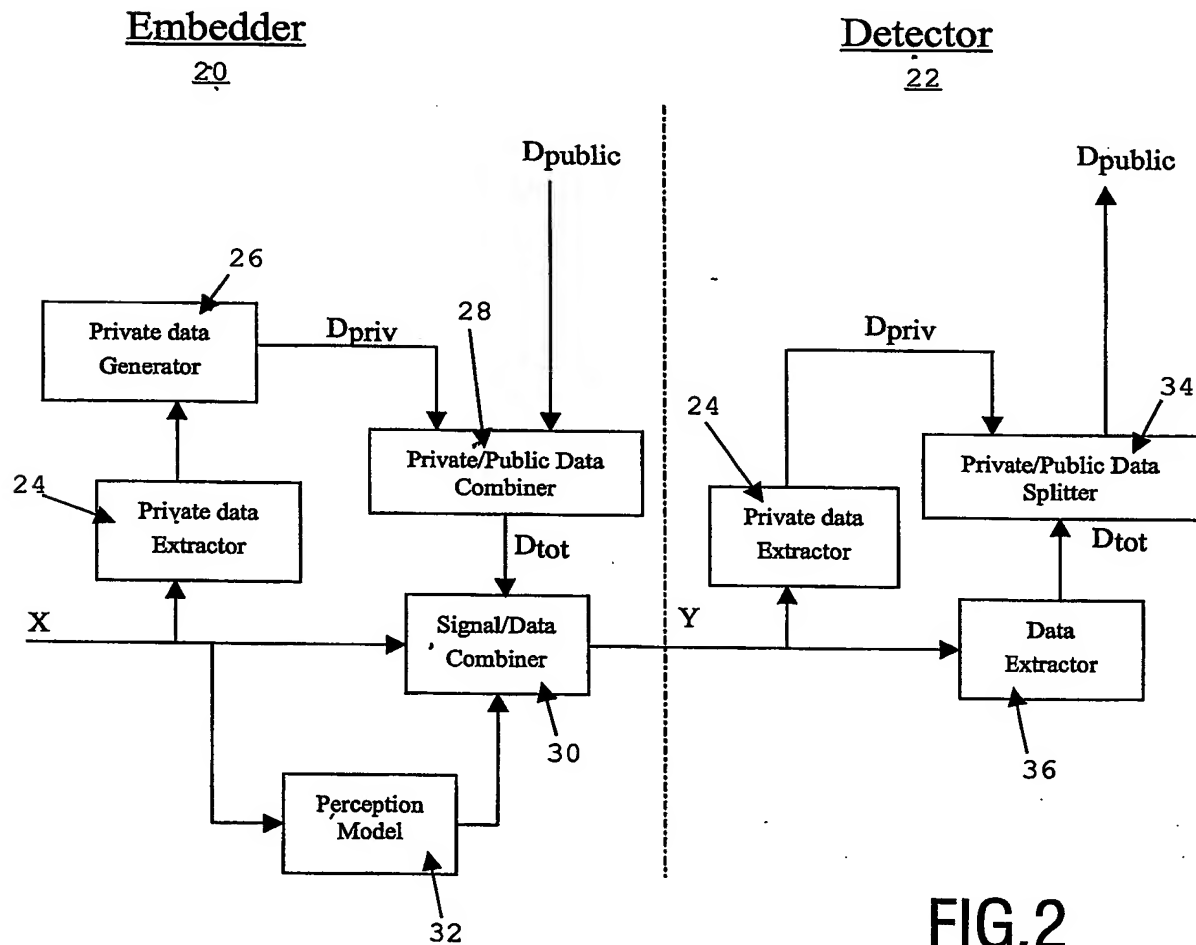 Embedder
20
Detector
22
Dpublic
Dpublic
26
Private data
Generator
Dpriv
28
Private/Public Data
Combiner
24
Private data
Extractor
Dtot
X
Signal/Data
Combiner
30
Perception
Model
32
Dpriv
24
Private data
Extractor
34
Private/Public Data
Splitter
Dtot
Y
Data
Extractor
36
FIG.2